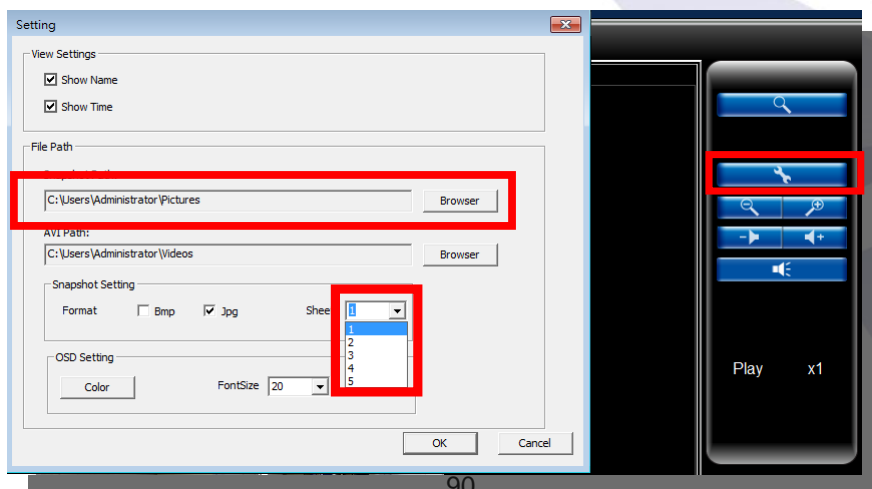 Setting
View Settings
Show Name
Show Time
File Path
C:\Users\Administrator\Pictures
Browser
AVI Path:
C:\Users\Administrator\Videos
Browser
Snapshot Setting
Format Bmp Jpg Shee 1
1
2
3
4
5
OSD Setting
Color FontSize 20
OK Cancel
Play x1
90